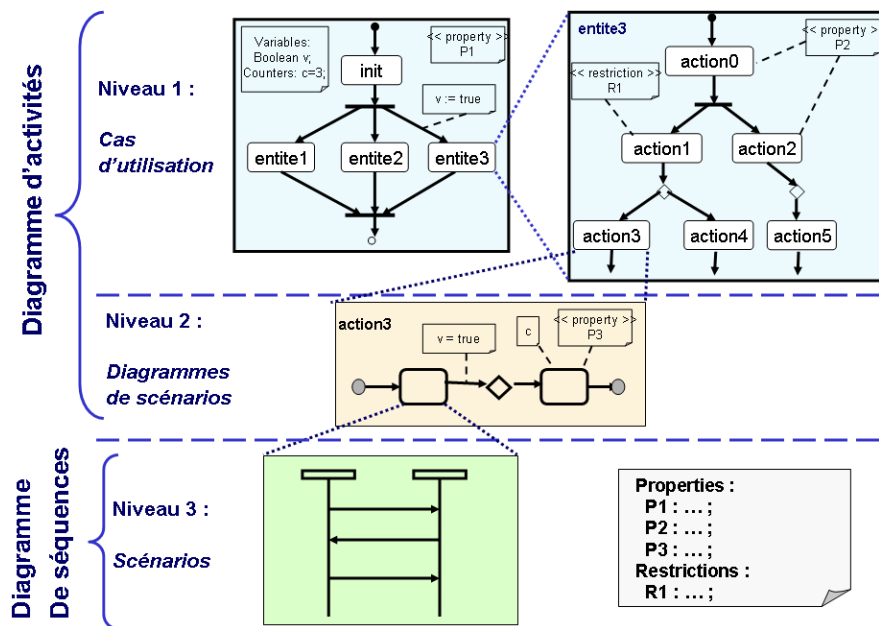 Diagramme d'activités
Niveau 1 :
Cas
d'utilisation
Variables:
Boolean v;
Counters: c=3;
<< property >>
P1
init
v := true
entite1
entite2
entite3
entite3
<< property >>
P2
action0
<< restriction >>
R1
action1
action2
action3
action4
action5
Niveau 2 :
Diagrammes
de scénarios
action3
v = true
c
<< property >>
P3
Diagramme
De séquences
Niveau 3 :
Scénarios
Properties :
P1 : ... ;
P2 : ... ;
P3 : ... ;
Restrictions :
R1 : ... ;